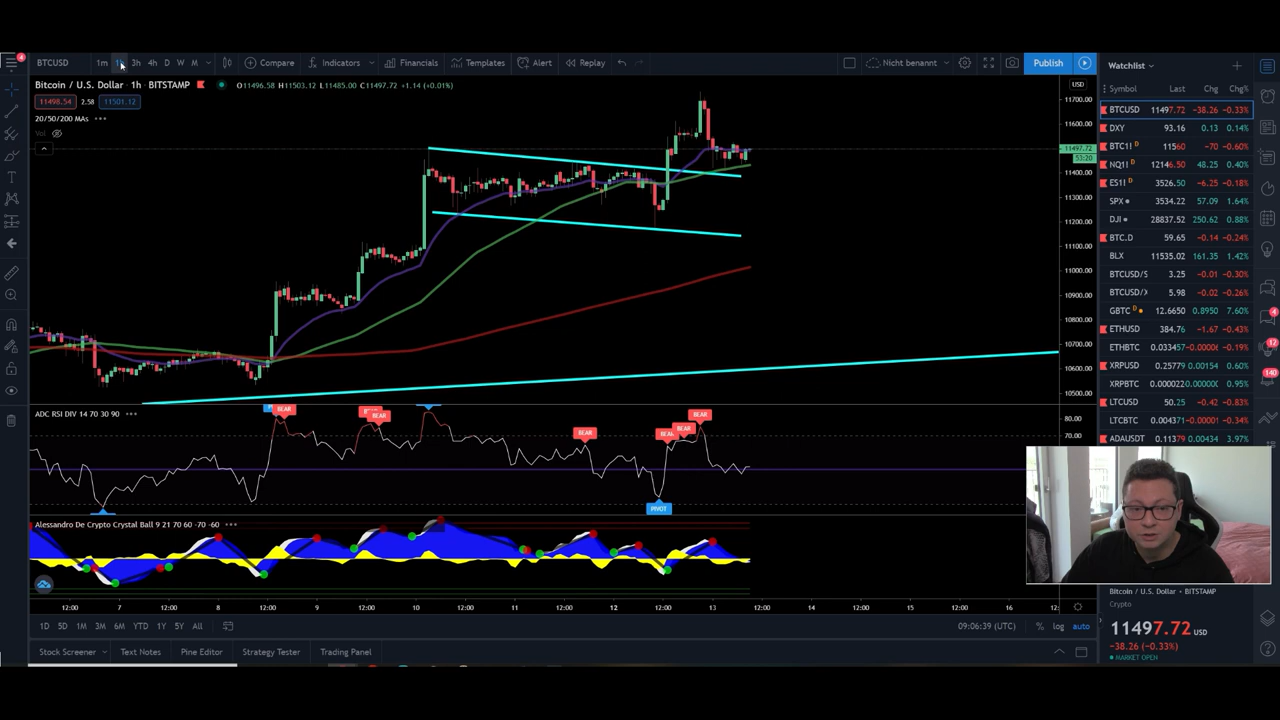 4
BTCUSD 1m 1h 3h 4h D W M Compare Indicators Financials Templates Alert Replay Nicht benannt Publish
Watchlist
Bitcoin / U.S. Dollar · 1h · BITSTAMP O11496.58 H11503.12 L11485.00 C11497.72 +1.14 (+0.01%)
11498.54 2.58 11501.12
20/50/200 MAs
Vol
USD
11700.00
11600.00
11497.72
53:20
11400.00
11300.00
11200.00
11100.00
11000.00
10900.00
10800.00
10700.00
10600.00
10500.00
Symbol Last Chg Chg%
BTCUSD 11497.72 −38.26 −0.33%
DXY 93.16 0.13 0.14%
BTC1! D 11560 −70 −0.60%
NQ1! D 12146.50 48.25 0.40%
ES1! D 3526.50 −6.25 −0.18%
SPX 3534.22 57.09 1.64%
DJI 28837.52 250.62 0.88%
BTC.D 59.65 −0.14 −0.24%
BLX 11535.02 161.35 1.42%
BTCUSD/S 3.25 −0.01 −0.30%
BTCUSD/ 5.98 −0.02 −0.26%
GBTC 12.6650 0.8950 7.60%
ETHUSD 384.76 −1.67 −0.43%
ETHBTC 0.033457 −0.00006 −0.19%
XRPUSD 0.25779 0.00154 0.60%
XRPBTC 0.000022 0.00000 0.95%
LTCUSD 50.25 −0.42 −0.83%
LTCBTC 0.004371 −0.00001 −0.34%
ADAUSDT 0.11379 0.00434 3.97%
4
17
140
ADC RSI DIV 14 70 30 90
BEAR BEAR BEAR BEAR BEAR BEAR
PIVOT
80.00
70.00
Alessandro De Crypto Crystal Ball 9 21 70 60 -70 -60
12:00 7 12:00 8 12:00 9 12:00 10 12:00 11 12:00 12 12:00 13 12:00 14 12:00 15 12:00 16
1D 5D 1M 3M 6M YTD 1Y 5Y All
09:06:39 (UTC) % log auto
Stock Screener Text Notes Pine Editor Strategy Tester Trading Panel
Bitcoin / U.S. Dollar BITSTAMP
Crypto
11497.72 USD
−38.26 (−0.33%)
MARKET OPEN